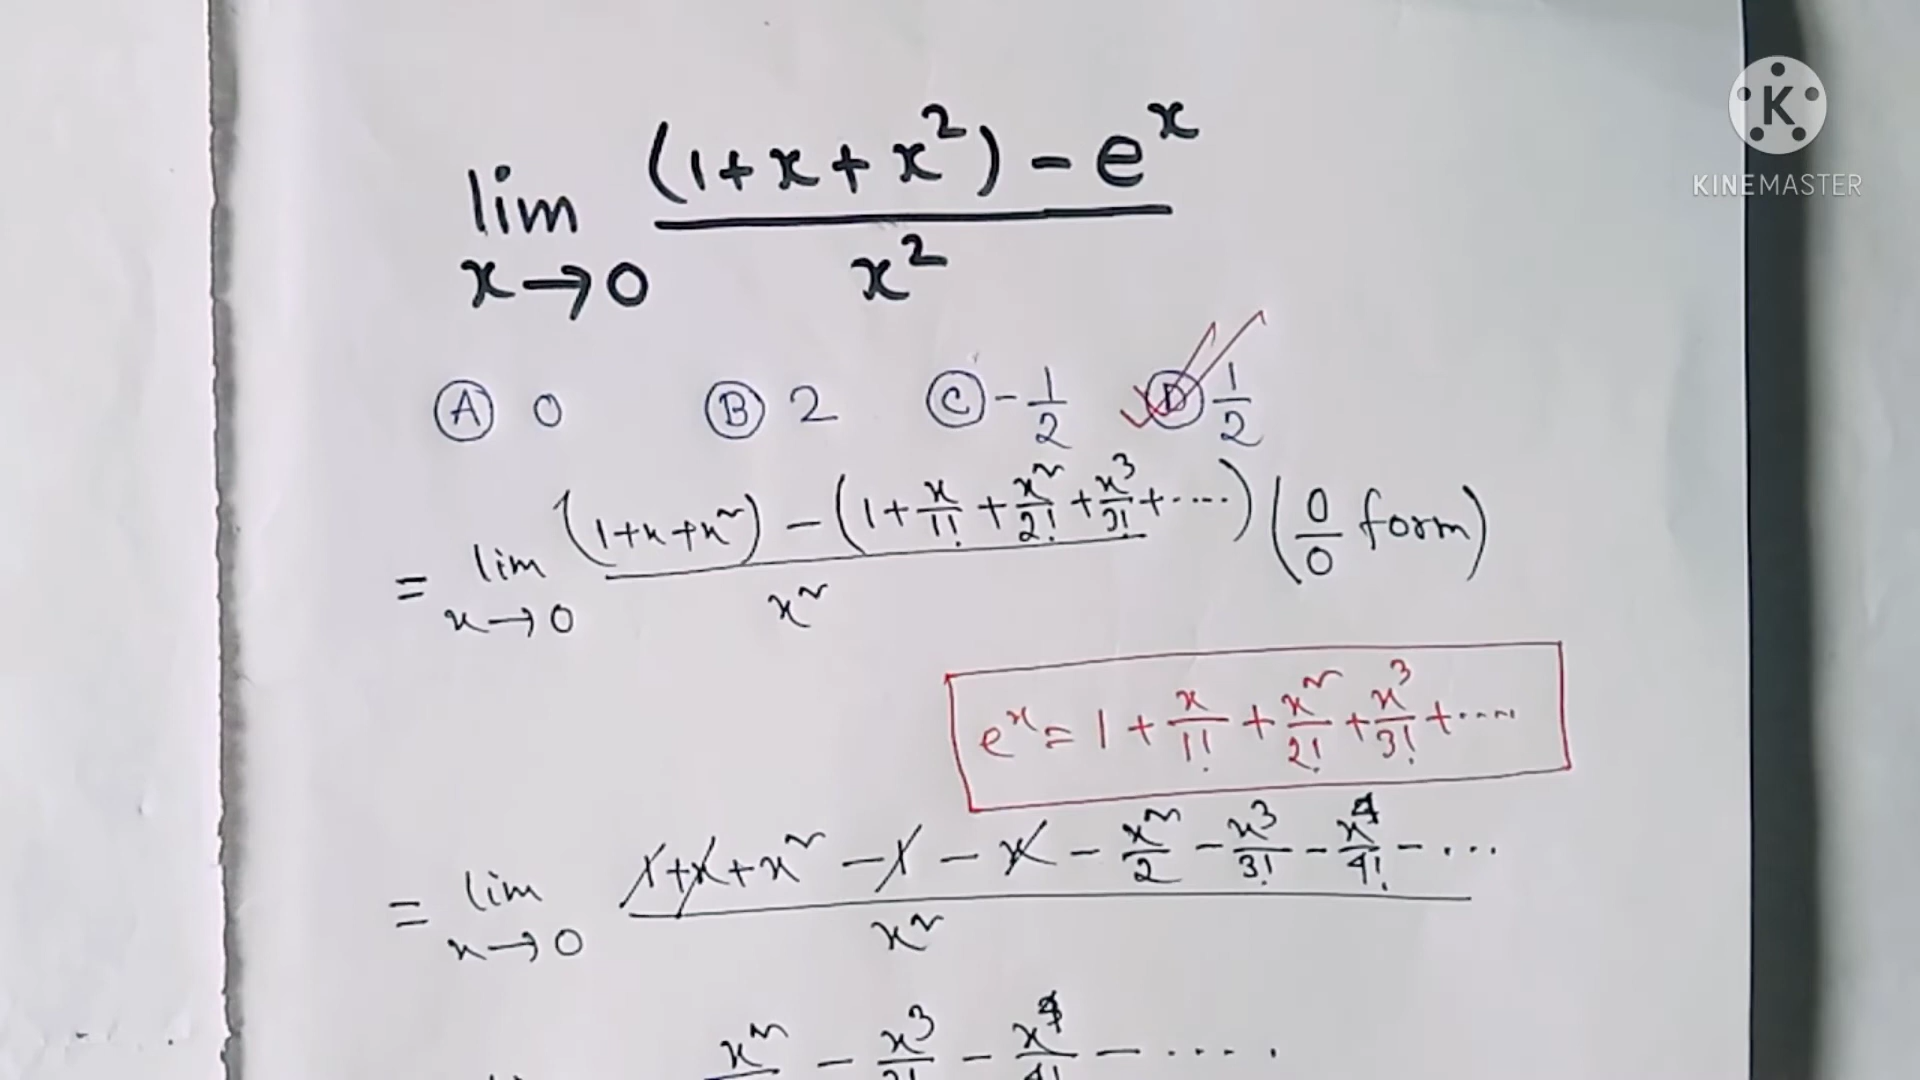 lim x→0 ((1+x+x²) - eˣ)/x²
K
KINEMASTER
(A) 0 (B) 2 (C) -1/2 (D) 1/2
= lim x→0 ((1+x+x²) - (1 + x/1! + x²/2! + x³/3! + ....))/x² (0/0 form)
eˣ = 1 + x/1! + x²/2! + x³/3! + ....
= lim x→0 (1+x+x² - 1 - x - x²/2 - x³/3! - x⁴/4! - ...)/x²
x² - x³ - x⁴ - ....